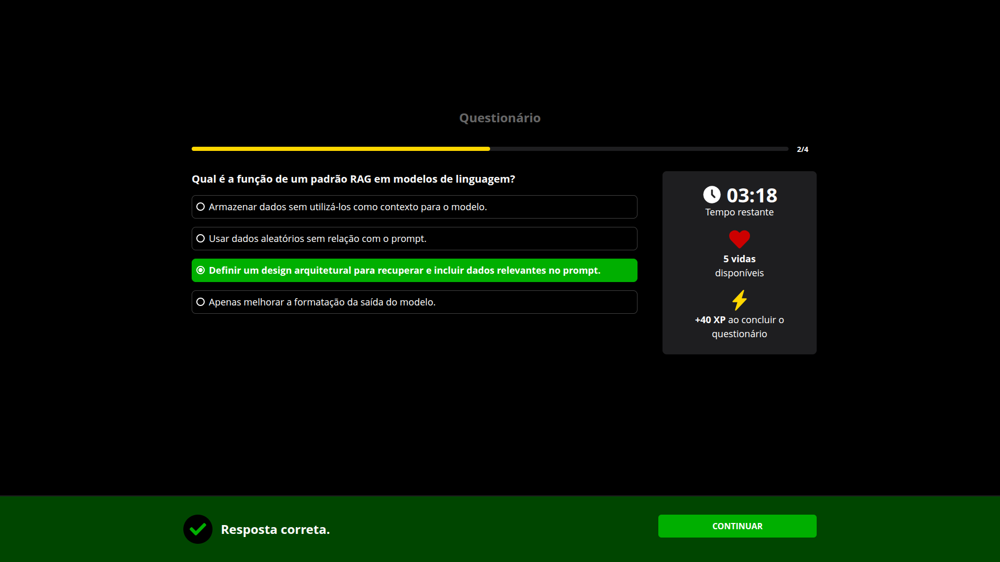 Questionário
2/4
Qual é a função de um padrão RAG em modelos de linguagem?
Armazenar dados sem utilizá-los como contexto para o modelo.
Usar dados aleatórios sem relação com o prompt.
Definir um design arquitetural para recuperar e incluir dados relevantes no prompt.
Apenas melhorar a formatação da saída do modelo.
03:18
Tempo restante
5 vidas
disponíveis
+40 XP ao concluir o
questionário
Resposta correta.
CONTINUAR